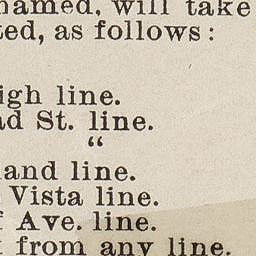 named, will take
ted, as follows:
igh line.
ad St. line.
“
and line.
Vista line.
f Ave. line.
t from any line.